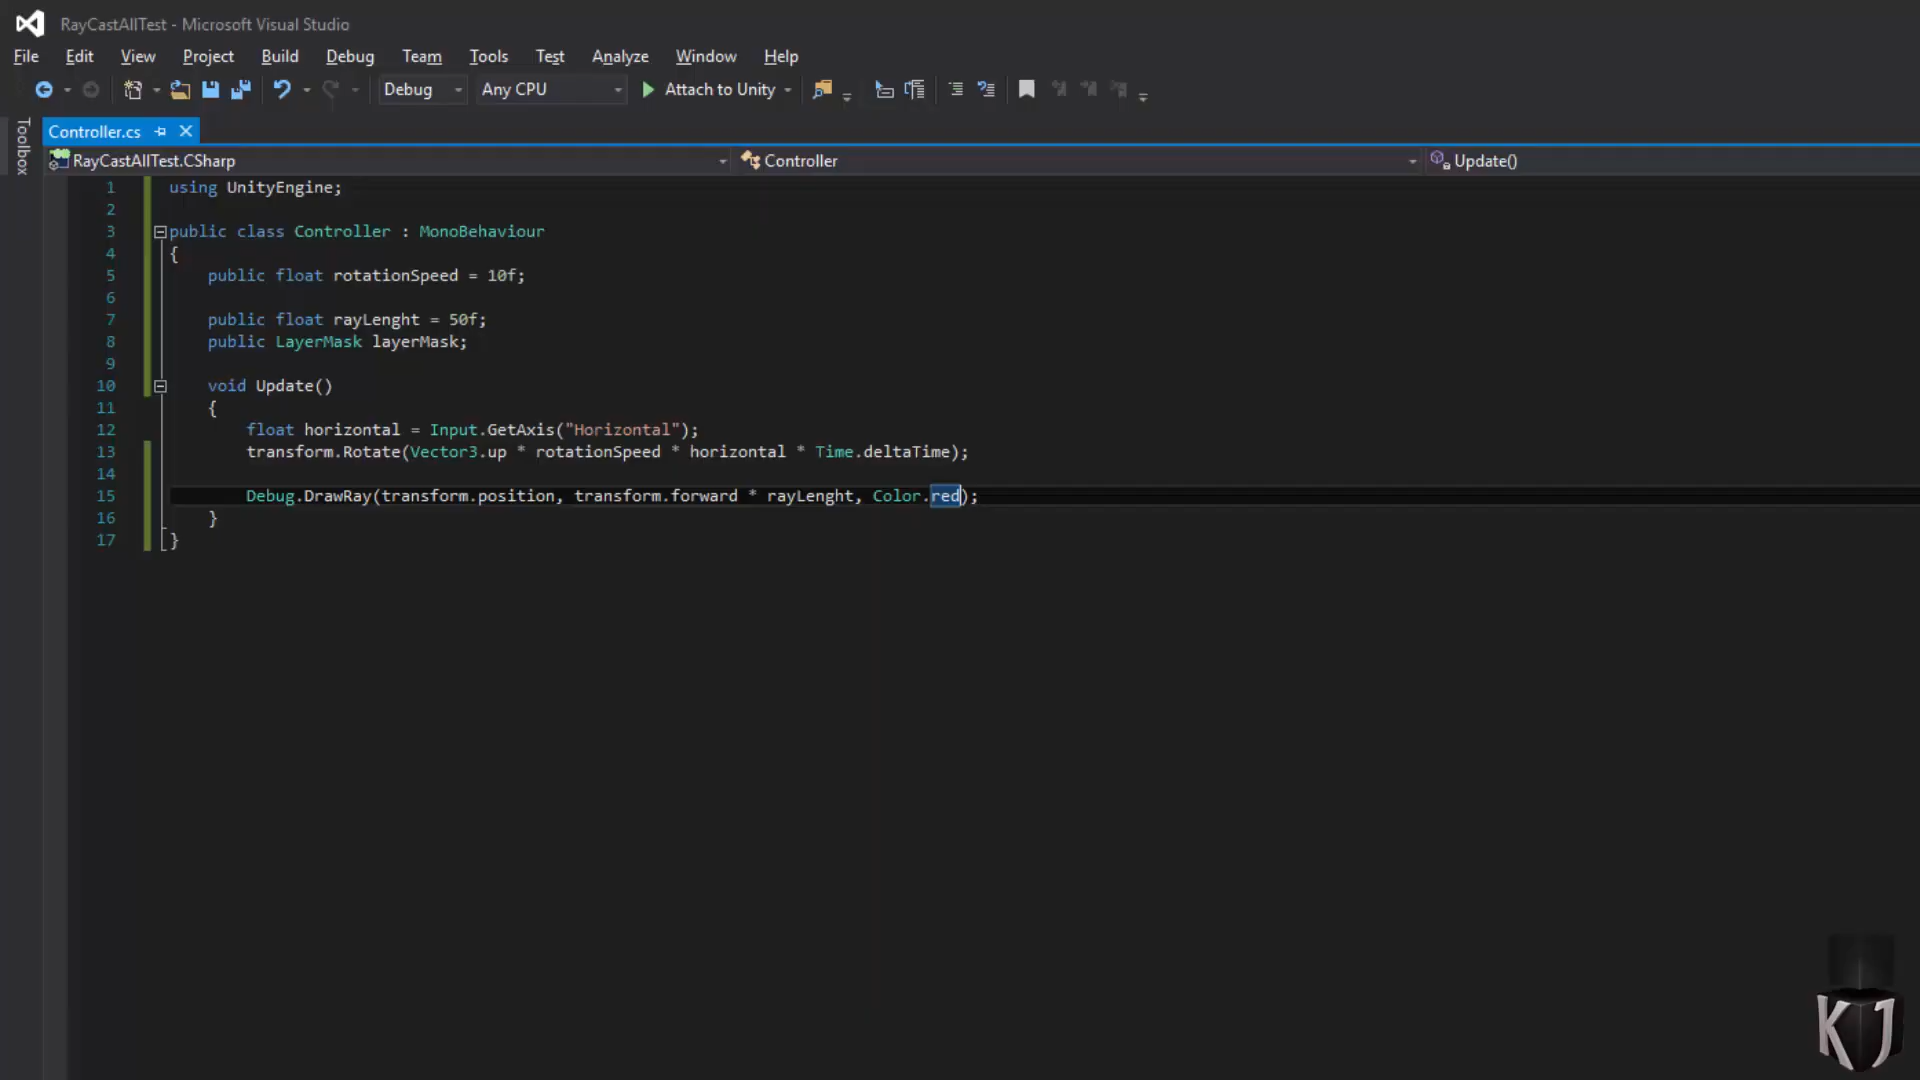 RayCastAllTest - Microsoft Visual Studio
File Edit View Project Build Debug Team Tools Test Analyze Window Help
Debug Any CPU Attach to Unity
Toolbox
Controller.cs
RayCastAllTest.CSharp Controller Update()
1 using UnityEngine;
2
3 public class Controller : MonoBehaviour
4 {
5 public float rotationSpeed = 10f;
6
7 public float rayLenght = 50f;
8 public LayerMask layerMask;
9
10 void Update()
11 {
12 float horizontal = Input.GetAxis("Horizontal");
13 transform.Rotate(Vector3.up * rotationSpeed * horizontal * Time.deltaTime);
14
15 Debug.DrawRay(transform.position, transform.forward * rayLenght, Color.red);
16 }
17 }
KJ